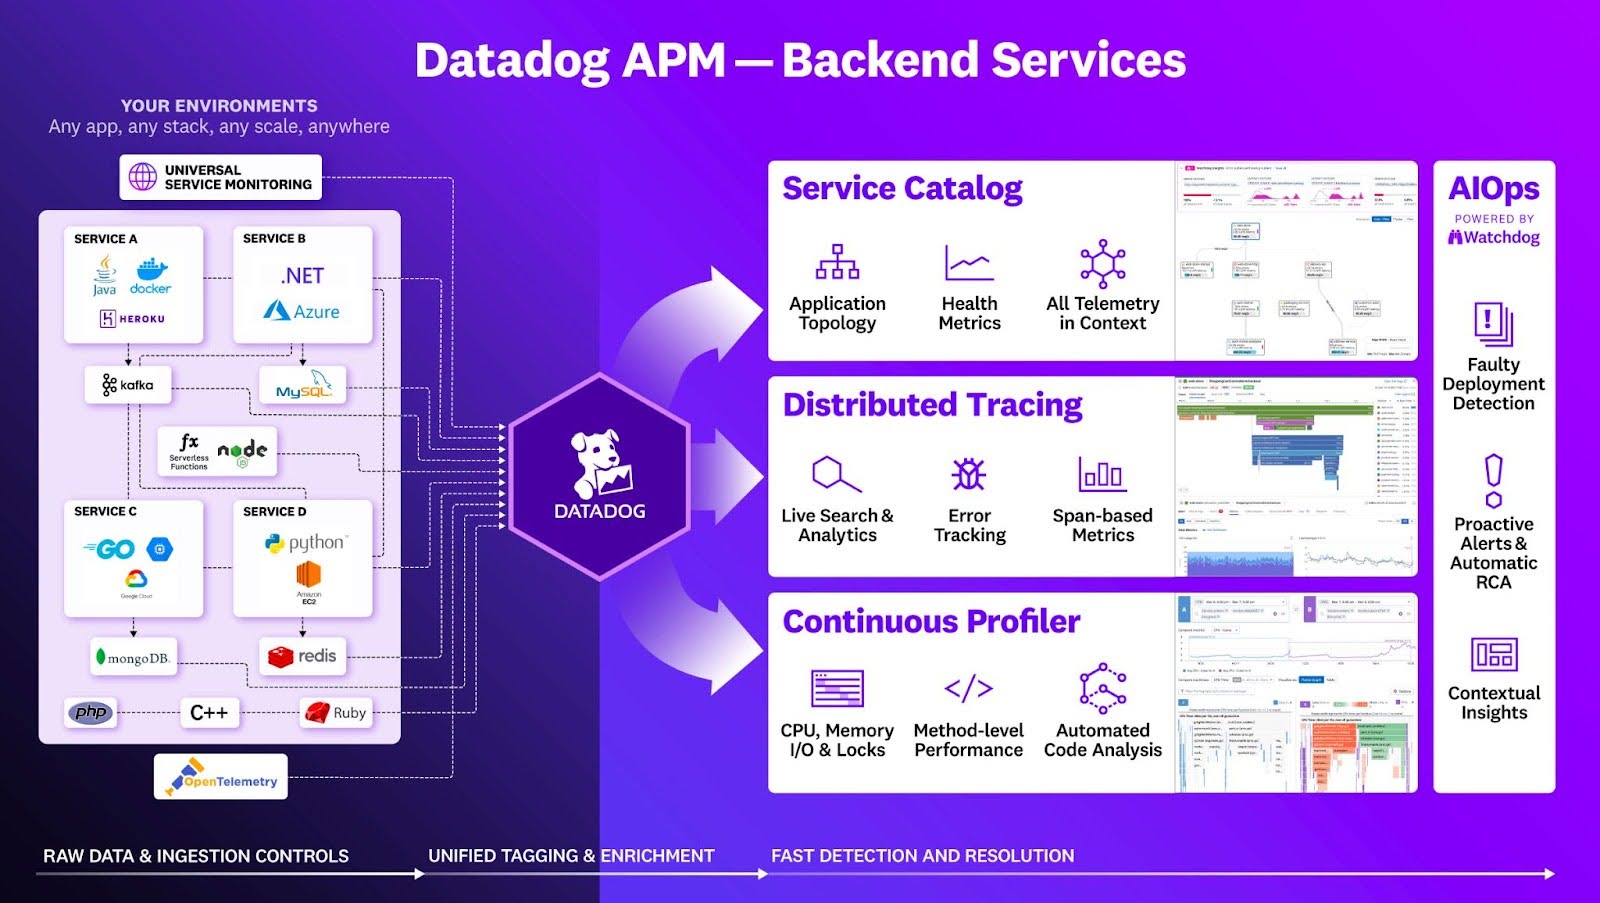 Datadog APM — Backend Services
YOUR ENVIRONMENTS
Any app, any stack, any scale, anywhere
UNIVERSAL
SERVICE MONITORING
SERVICE A
Java
docker
HEROKU
SERVICE B
.NET
Azure
kafka
MySQL
fx
Serverless
Functions
node
JS
SERVICE C
GO
Google Cloud
SERVICE D
python
Amazon
EC2
mongoDB
redis
php
C++
Ruby
OpenTelemetry
DATADOG
Service Catalog
Application
Topology
Health
Metrics
All Telemetry
in Context
Distributed Tracing
Live Search &
Analytics
Error
Tracking
Span-based
Metrics
Continuous Profiler
CPU, Memory
I/O & Locks
Method-level
Performance
Automated
Code Analysis
AIOps
POWERED BY
Watchdog
Faulty
Deployment
Detection
Proactive
Alerts &
Automatic
RCA
Contextual
Insights
RAW DATA & INGESTION CONTROLS
UNIFIED TAGGING & ENRICHMENT
FAST DETECTION AND RESOLUTION